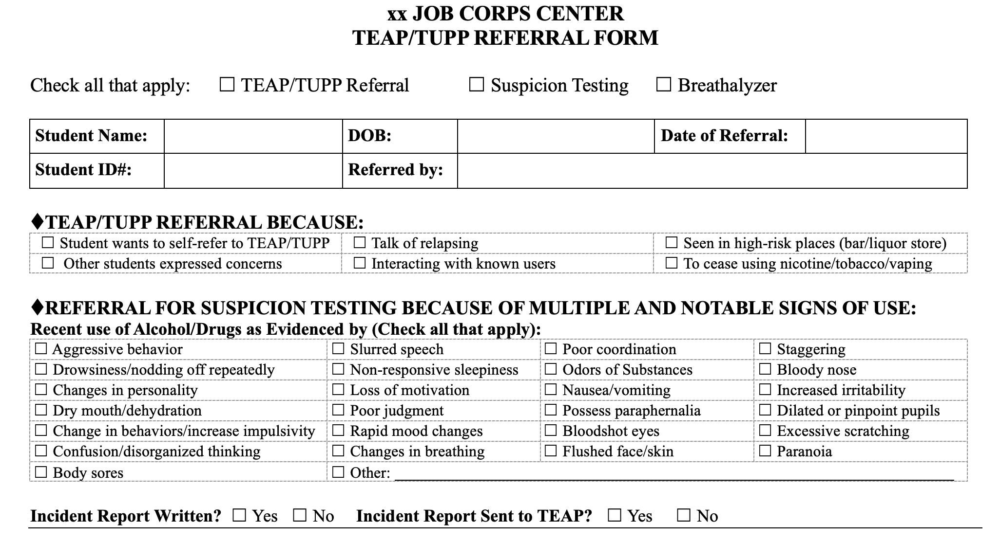 xx JOB CORPS CENTER
TEAP/TUPP REFERRAL FORM
Check all that apply: ☐ TEAP/TUPP Referral ☐ Suspicion Testing ☐ Breathalyzer
Student Name: DOB: Date of Referral:
Student ID#: Referred by:
♦TEAP/TUPP REFERRAL BECAUSE:
☐ Student wants to self-refer to TEAP/TUPP ☐ Talk of relapsing ☐ Seen in high-risk places (bar/liquor store)
☐ Other students expressed concerns ☐ Interacting with known users ☐ To cease using nicotine/tobacco/vaping
♦REFERRAL FOR SUSPICION TESTING BECAUSE OF MULTIPLE AND NOTABLE SIGNS OF USE:
Recent use of Alcohol/Drugs as Evidenced by (Check all that apply):
☐ Aggressive behavior ☐ Slurred speech ☐ Poor coordination ☐ Staggering
☐ Drowsiness/nodding off repeatedly ☐ Non-responsive sleepiness ☐ Odors of Substances ☐ Bloody nose
☐ Changes in personality ☐ Loss of motivation ☐ Nausea/vomiting ☐ Increased irritability
☐ Dry mouth/dehydration ☐ Poor judgment ☐ Possess paraphernalia ☐ Dilated or pinpoint pupils
☐ Change in behaviors/increase impulsivity ☐ Rapid mood changes ☐ Bloodshot eyes ☐ Excessive scratching
☐ Confusion/disorganized thinking ☐ Changes in breathing ☐ Flushed face/skin ☐ Paranoia
☐ Body sores ☐ Other:
Incident Report Written? ☐ Yes ☐ No Incident Report Sent to TEAP? ☐ Yes ☐ No